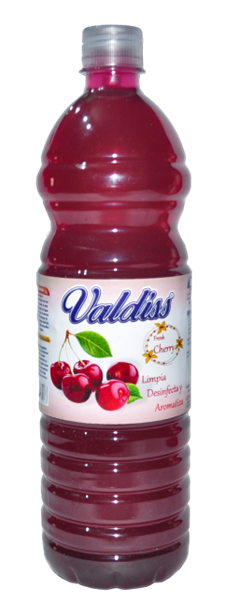 Valdiss
Fresh
Cherry
Limpia
Desinfecta y
Aromatiza